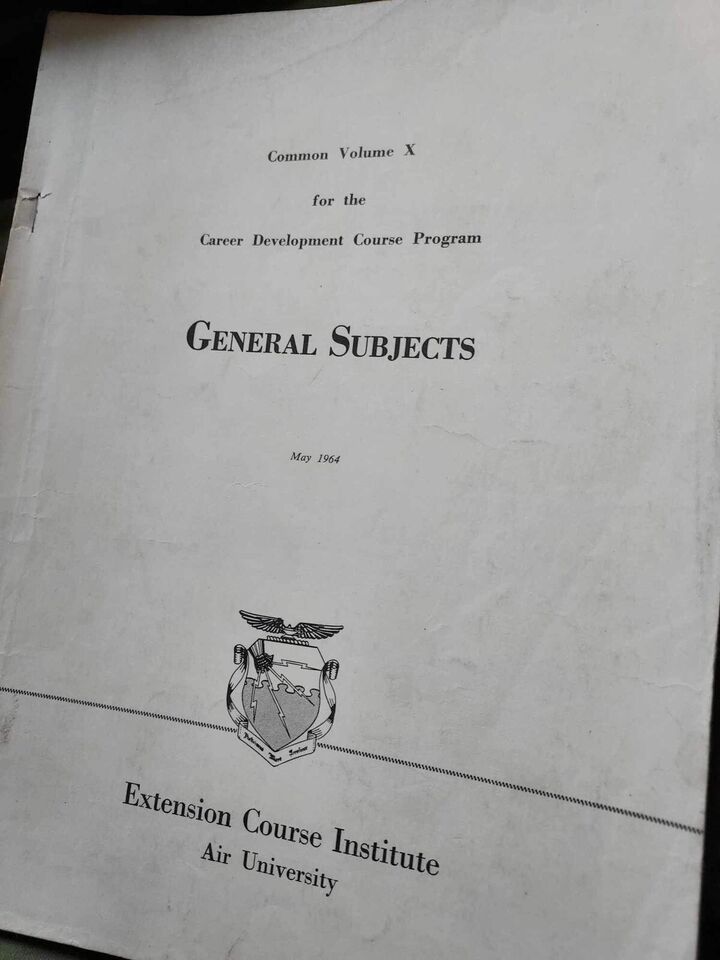 Common Volume X
for the
Career Development Course Program
GENERAL SUBJECTS
May 1964
Extension Course Institute
Air University